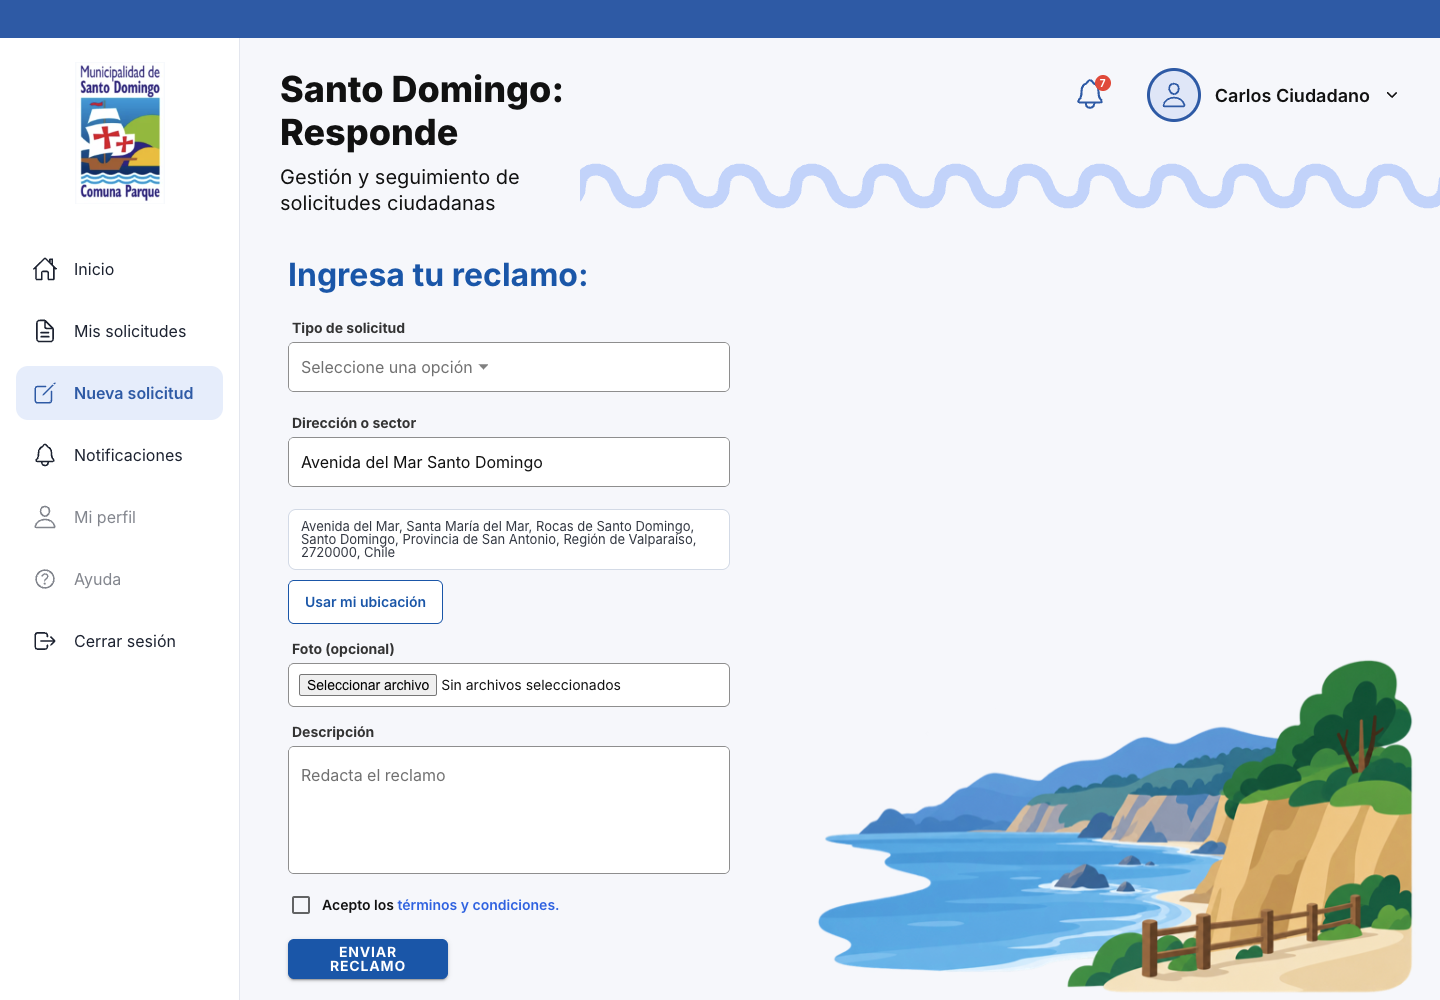 Municipalidad de
Santo Domingo
Comuna Parque
Inicio
Mis solicitudes
Nueva solicitud
Notificaciones
Mi perfil
Ayuda
Cerrar sesión
Santo Domingo:
Responde
Gestión y seguimiento de
solicitudes ciudadanas
7
Carlos Ciudadano
Ingresa tu reclamo:
Tipo de solicitud
Seleccione una opción
Dirección o sector
Avenida del Mar Santo Domingo
Avenida del Mar, Santa María del Mar, Rocas de Santo Domingo,
Santo Domingo, Provincia de San Antonio, Región de Valparaíso,
2720000, Chile
Usar mi ubicación
Foto (opcional)
Seleccionar archivo Sin archivos seleccionados
Descripción
Redacta el reclamo
Acepto los términos y condiciones.
ENVIAR
RECLAMO